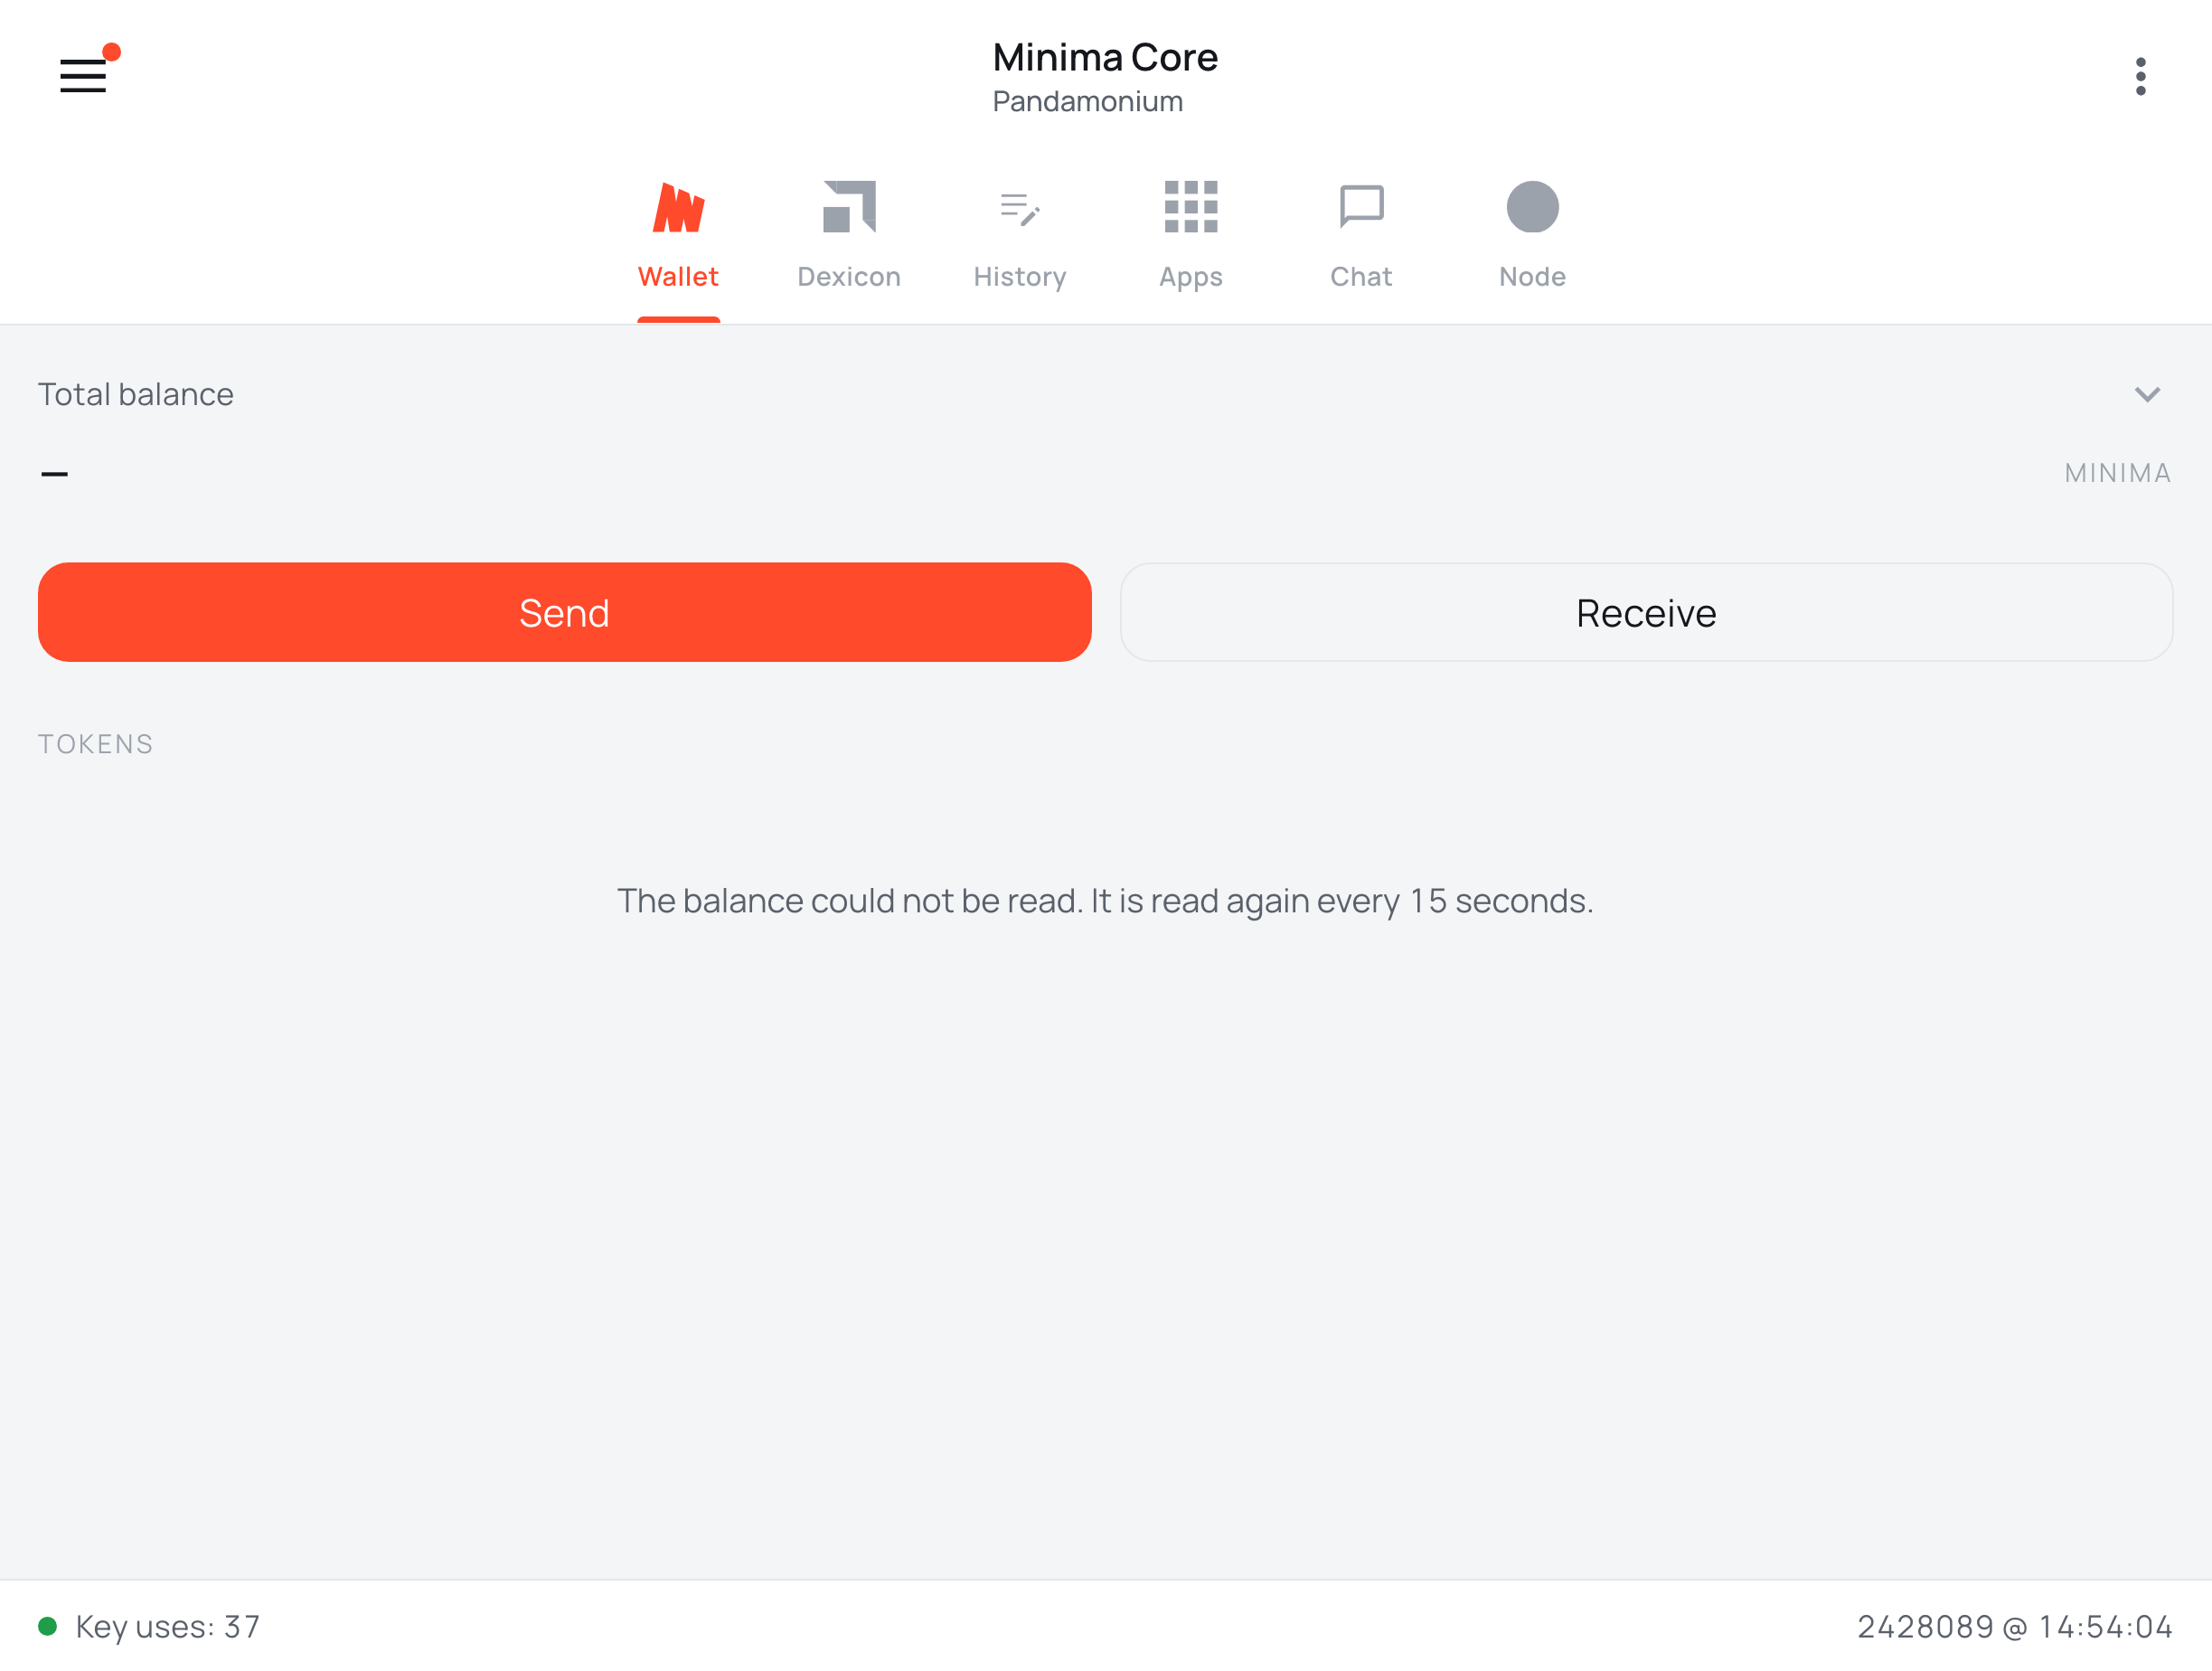 Minima Core
Pandamonium
Wallet
Dexicon
History
Apps
Chat
Node
Total balance
–
MINIMA
Send
Receive
TOKENS
The balance could not be read. It is read again every 15 seconds.
Key uses: 37
2428089 @ 14:54:04